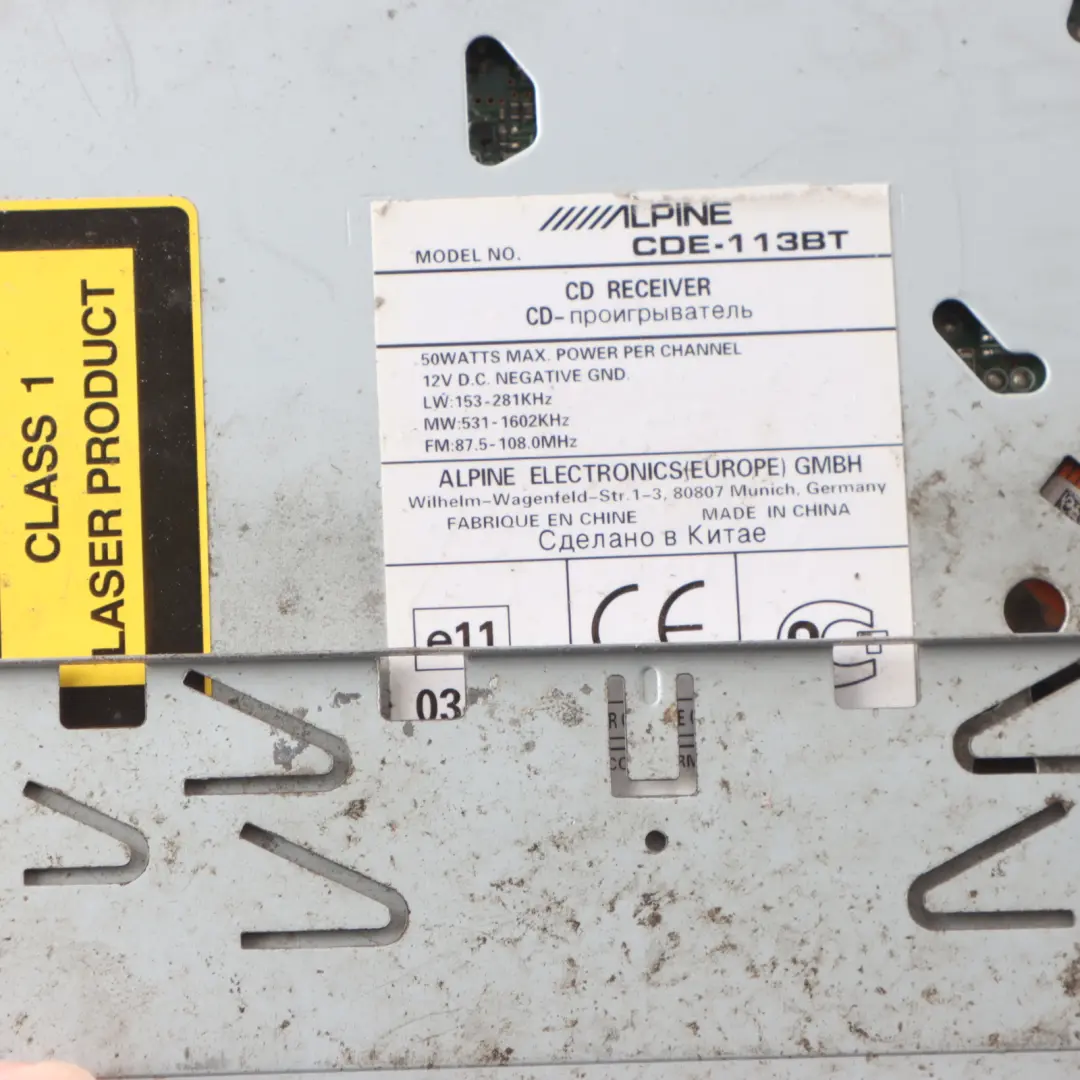 CLASS 1
LASER PRODUCT
ALPINE
MODEL NO. CDE-113BT
CD RECEIVER
CD-проигрыватель
50WATTS MAX. POWER PER CHANNEL
12V D.C. NEGATIVE GND.
LW:153-281KHz
MW:531-1602KHz
FM:87.5-108.0MHz
ALPINE ELECTRONICS(EUROPE) GMBH
Wilhelm-Wagenfeld-Str.1-3, 80807 Munich, Germany
FABRIQUE EN CHINE MADE IN CHINA
Сделано в Китае
e11 CE
03